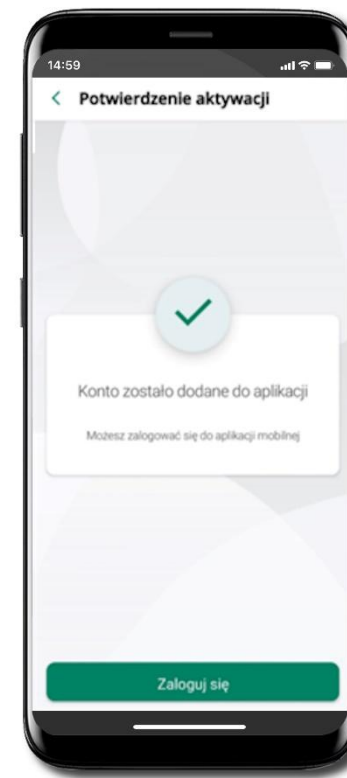 14:59
Potwierdzenie aktywacji
Konto zostało dodane do aplikacji
Możesz zalogować się do aplikacji mobilnej
Zaloguj się